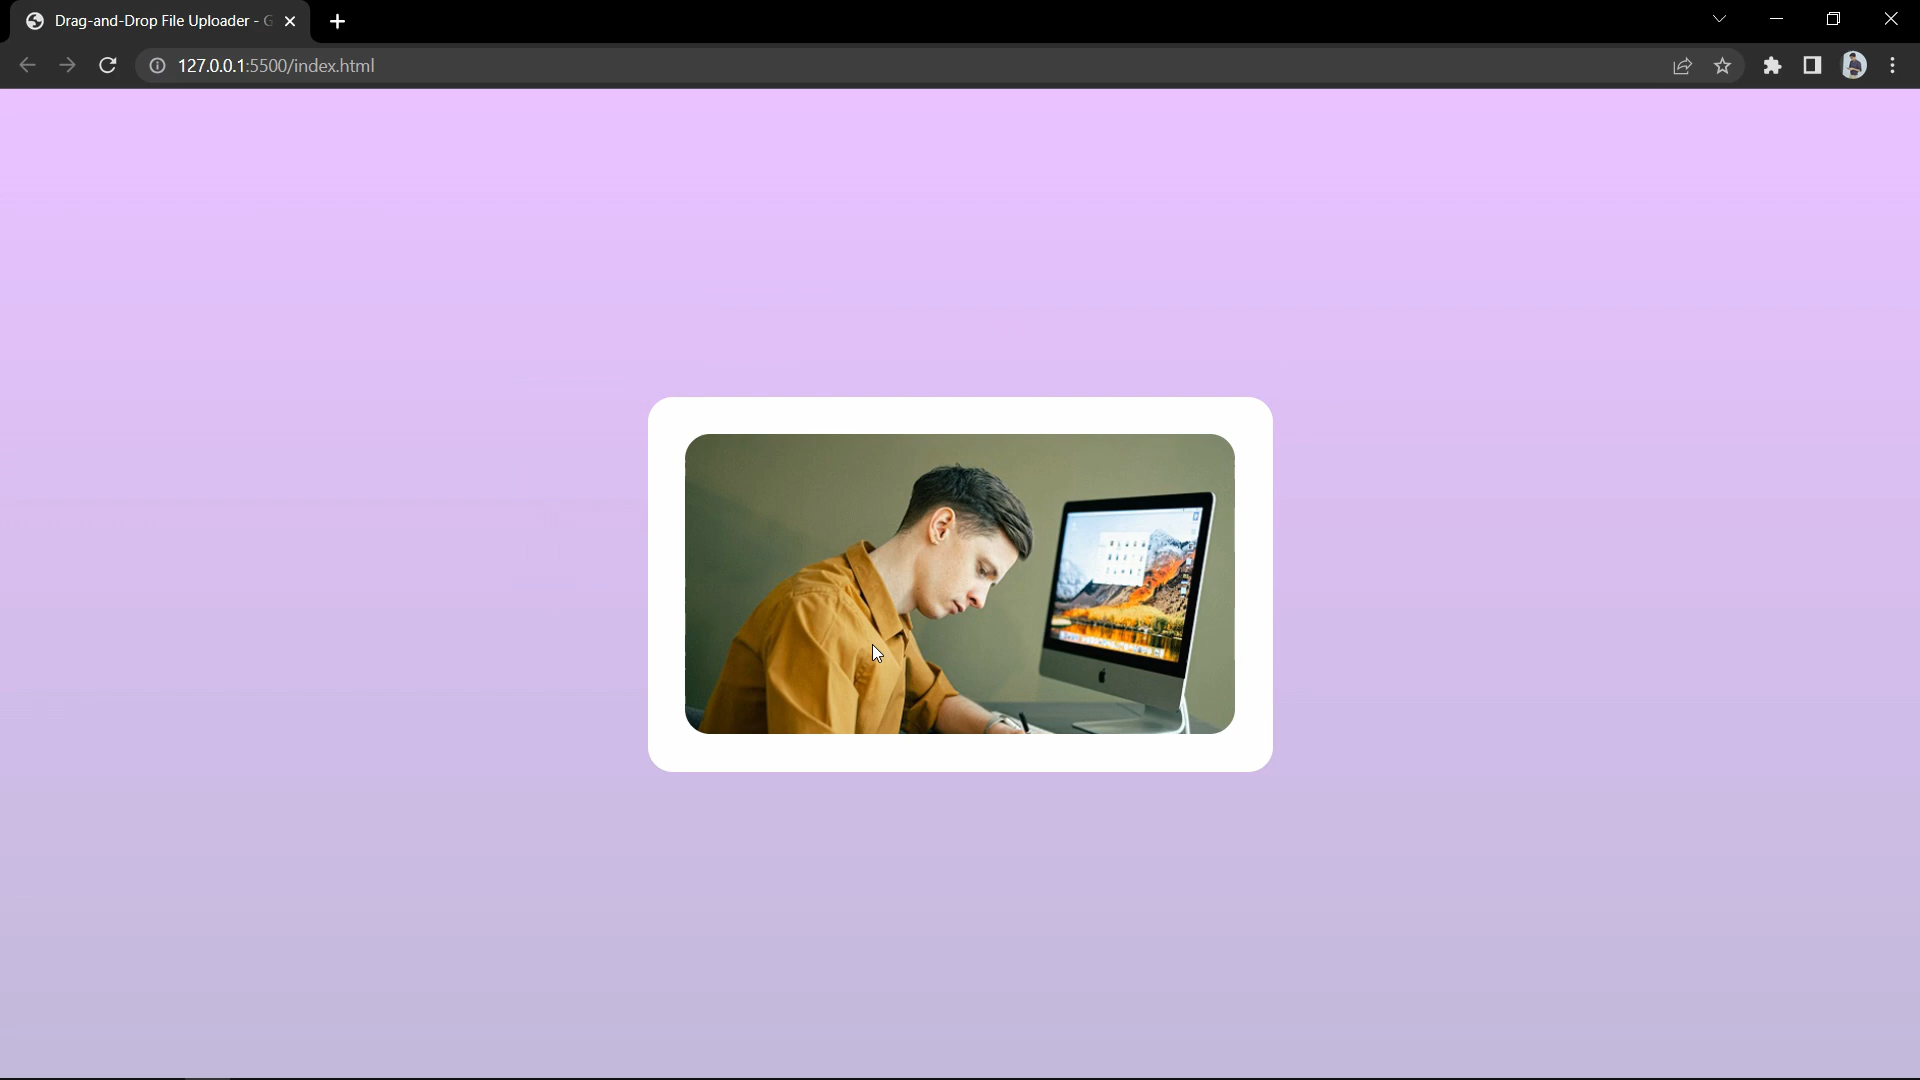 Drag-and-Drop File Uploader - G
127.0.0.1:5500/index.html